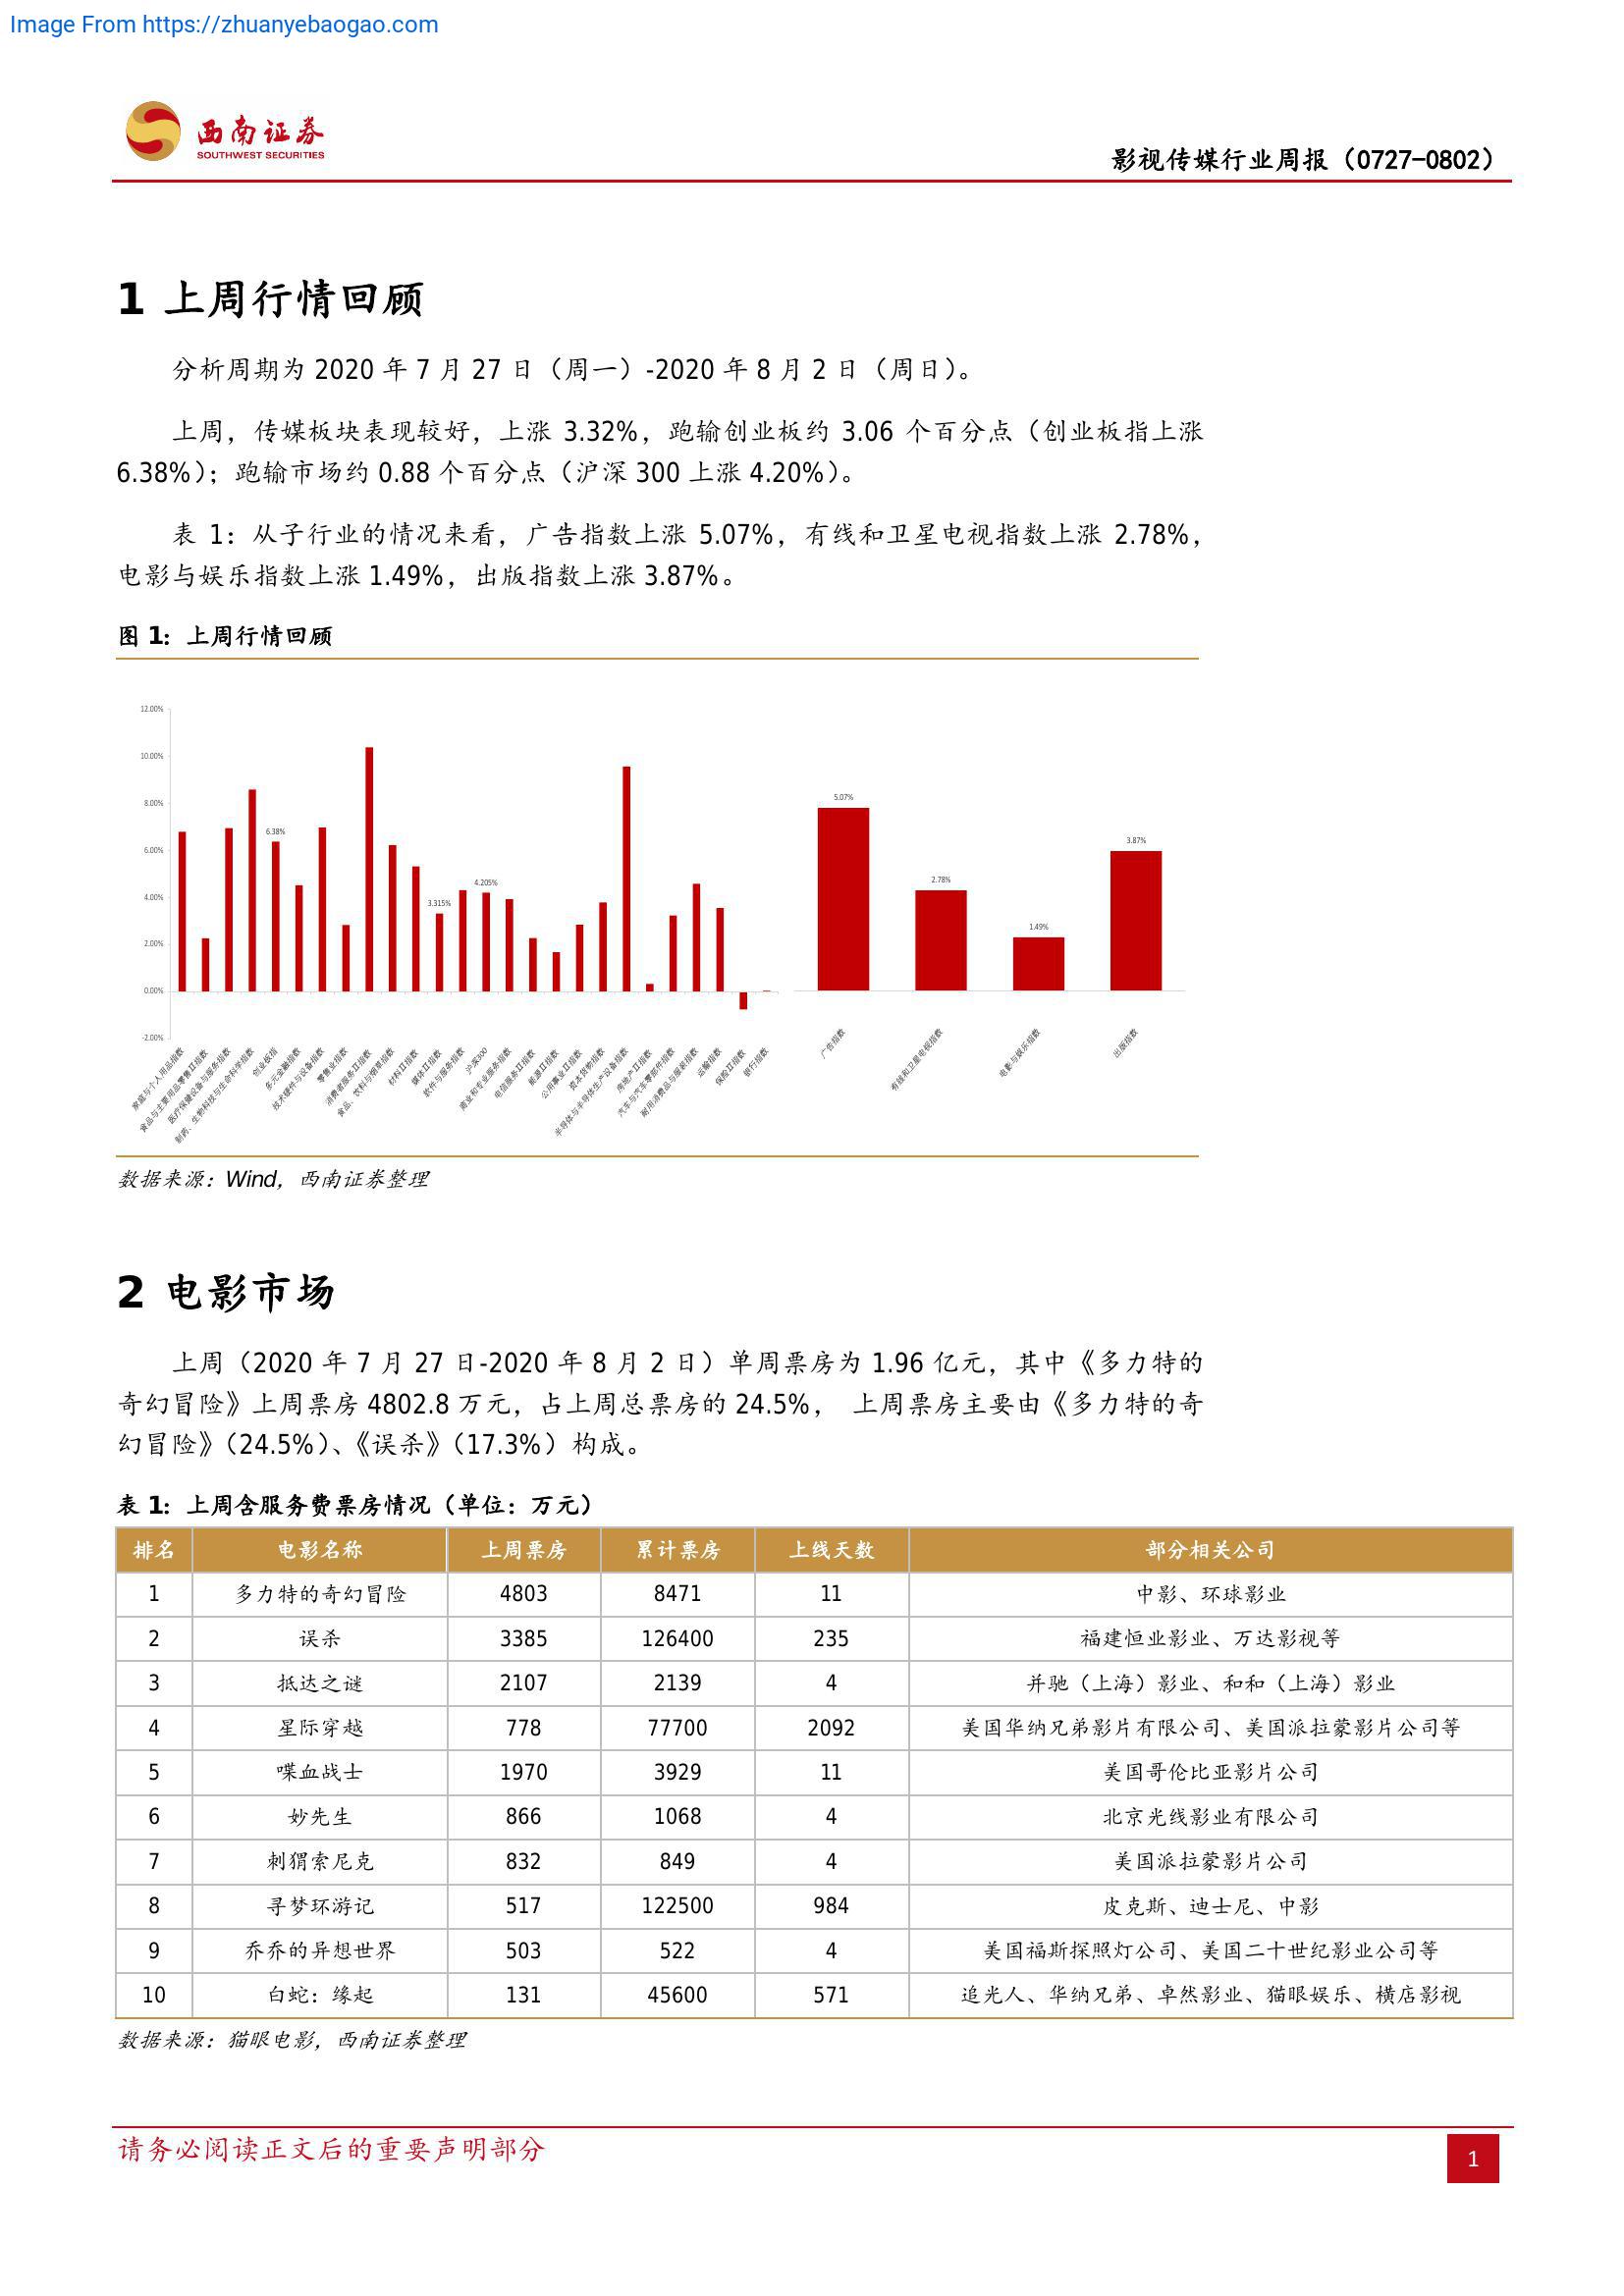 Image From https://zhuanyebaogao.com
西南证券
SOUTHWEST SECURITIES
影视传媒行业周报（0727-0802）
1 上周行情回顾
分析周期为 2020 年 7 月 27 日（周一）-2020 年 8 月 2 日（周日）。
上周，传媒板块表现较好，上涨 3.32%，跑输创业板约 3.06 个百分点（创业板指上涨
6.38%）；跑输市场约 0.88 个百分点（沪深 300 上涨 4.20%）。
表 1：从子行业的情况来看，广告指数上涨 5.07%，有线和卫星电视指数上涨 2.78%，
电影与娱乐指数上涨 1.49%，出版指数上涨 3.87%。
图 1：上周行情回顾
12.00%
10.00%
8.00%
6.00%
4.00%
2.00%
0.00%
-2.00%
6.38%
3.315%
4.205%
5.07%
2.78%
1.49%
3.87%
家庭与个人用品指数
食品与主要用品零售II指数
医疗保健设备与服务指数
制药、生物科技与生命科学指数
创业板指
多元金融指数
技术硬件与设备指数
零售业指数
消费者服务II指数
食品、饮料与烟草指数
材料II指数
媒体II指数
软件与服务指数
沪深300
商业和专业服务指数
电信服务II指数
能源II指数
公用事业II指数
资本货物指数
半导体与半导体生产设备指数
房地产II指数
汽车与汽车零部件指数
耐用消费品与服装指数
运输指数
保险II指数
银行指数
广告指数
有线和卫星电视指数
电影与娱乐指数
出版指数
数据来源：Wind，西南证券整理
2 电影市场
上周（2020 年 7 月 27 日-2020 年 8 月 2 日）单周票房为 1.96 亿元，其中《多力特的
奇幻冒险》上周票房 4802.8 万元，占上周总票房的 24.5%， 上周票房主要由《多力特的奇
幻冒险》（24.5%）、《误杀》（17.3%）构成。
表 1：上周含服务费票房情况（单位：万元）
排名 电影名称 上周票房 累计票房 上线天数 部分相关公司
1 多力特的奇幻冒险 4803 8471 11 中影、环球影业
2 误杀 3385 126400 235 福建恒业影业、万达影视等
3 抵达之谜 2107 2139 4 并驰（上海）影业、和和（上海）影业
4 星际穿越 778 77700 2092 美国华纳兄弟影片有限公司、美国派拉蒙影片公司等
5 喋血战士 1970 3929 11 美国哥伦比亚影片公司
6 妙先生 866 1068 4 北京光线影业有限公司
7 刺猬索尼克 832 849 4 美国派拉蒙影片公司
8 寻梦环游记 517 122500 984 皮克斯、迪士尼、中影
9 乔乔的异想世界 503 522 4 美国福斯探照灯公司、美国二十世纪影业公司等
10 白蛇：缘起 131 45600 571 追光人、华纳兄弟、卓然影业、猫眼娱乐、横店影视
数据来源：猫眼电影，西南证券整理
请务必阅读正文后的重要声明部分
1